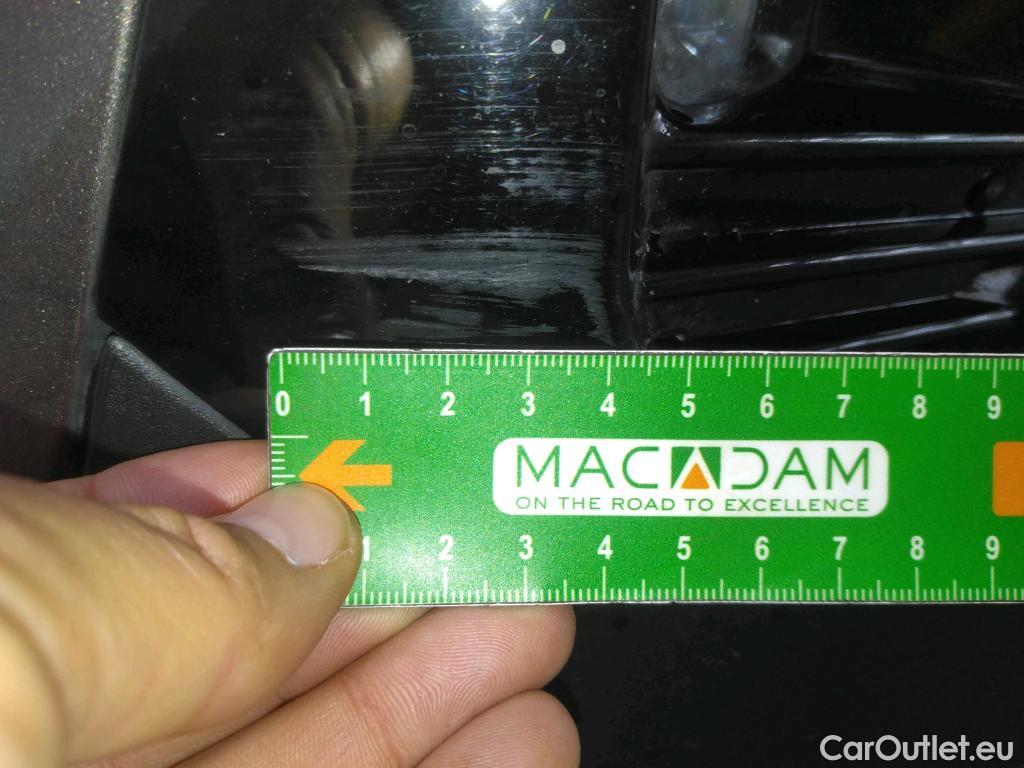 0 1 2 3 4 5 6 7 8 9
MACADAM
ON THE ROAD TO EXCELLENCE
1 2 3 4 5 6 7 8 9
CarOutlet.eu